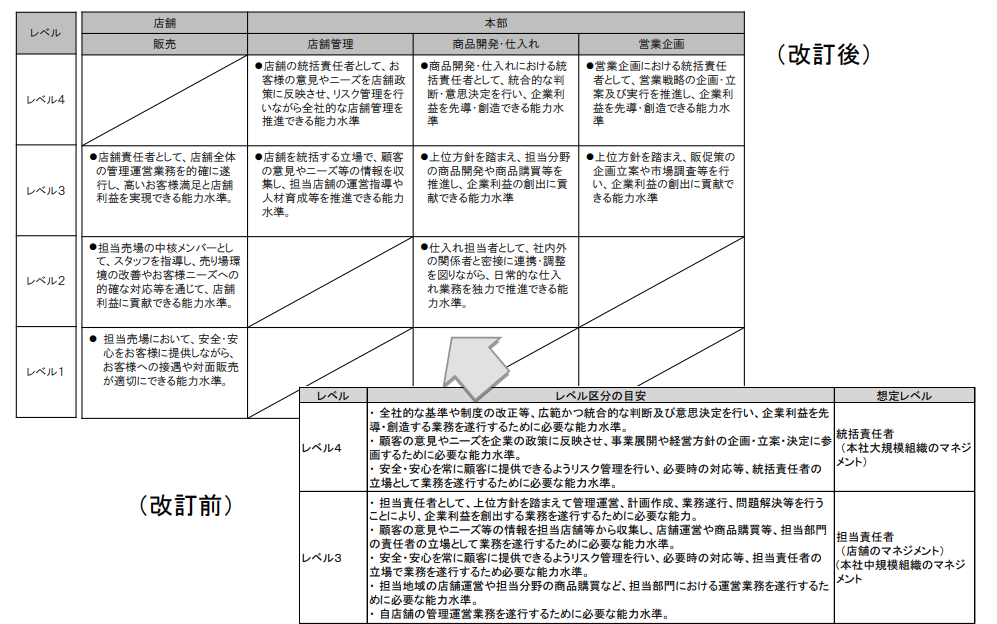 レベル
店舗
本部
販売
店舗管理
商品開発・仕入れ
営業企画
（改訂後）
レベル4
●店舗の統括責任者として、お
客様の意見やニーズを店舗政
策に反映させ、リスク管理を行
いながら全社的な店舗管理を
推進できる能力水準
●商品開発・仕入れにおける統
括責任者として、統合的な判
断・意思決定を行い、企業利
益を先導・創造できる能力水
準
●営業企画における統括責任
者として、営業戦略の企画・立
案及び実行を推進し、企業利
益を先導・創造できる能力水
準
レベル3
●店舗責任者として、店舗全体
の管理運営業務を的確に遂
行し、高いお客様満足と店舗
利益を実現できる能力水準。
●店舗を統括する立場で、顧客
の意見やニーズ等の情報を収
集し、担当店舗の運営指導や
人材育成等を推進できる能力
水準。
●上位方針を踏まえ、担当分野
の商品開発や商品購買等を
推進し、企業利益の創出に貢
献できる能力水準
●上位方針を踏まえ、販促策の
企画立案や市場調査等を行
い、企業利益の創出に貢献で
きる能力水準
レベル2
●担当売場の中核メンバーとし
て、スタッフを指導し、売り場環
境の改善やお客様ニーズへの
的確な対応等を通じて、店舗
利益に貢献できる能力水準。
●仕入れ担当者として、社内外
の関係者と密接に連携・調整
を図りながら、日常的な仕入
れ業務を独力で推進できる能
力水準。
レベル1
● 担当売場において、安全・安
心をお客様に提供しながら、
お客様への接遇や対面販売
が適切にできる能力水準。
（改訂前）
レベル
レベル区分の目安
想定レベル
レベル4
・ 全社的な基準や制度の改正等、広範かつ統合的な判断及び意思決定を行い、企業利益を先
導・創造する業務を遂行するために必要な能力水準。
・ 顧客の意見やニーズを企業の政策に反映させ、事業展開や経営方針の企画・立案・決定に参
画するために必要な能力水準。
・ 安全・安心を常に顧客に提供できるようリスク管理を行い、必要時の対応等、統括責任者の
立場として業務を遂行するために必要な能力水準。
統括責任者
（本社大規模組織のマネジ
メント）
レベル3
・ 担当責任者として、上位方針を踏まえて管理運営、計画作成、業務遂行、問題解決等を行う
ことにより、企業利益を創出する業務を遂行するために必要な能力。
・ 顧客の意見やニーズ等の情報を担当店舗等から収集し、店舗運営や商品購買等、担当部門
の責任者の立場として業務を遂行するために必要な能力水準。
・ 安全・安心を常に顧客に提供できるようリスク管理を行い、必要時の対応等、担当責任者の
立場で業務を遂行するため必要な能力水準。
・ 担当地域の店舗運営や担当分野の商品購買など、担当部門における運営業務を遂行するた
めに必要な能力水準。
・ 自店舗の管理運営業務を遂行するために必要な能力水準。
担当責任者
（店舗のマネジメント）
（本社中規模組織のマネジ
メント